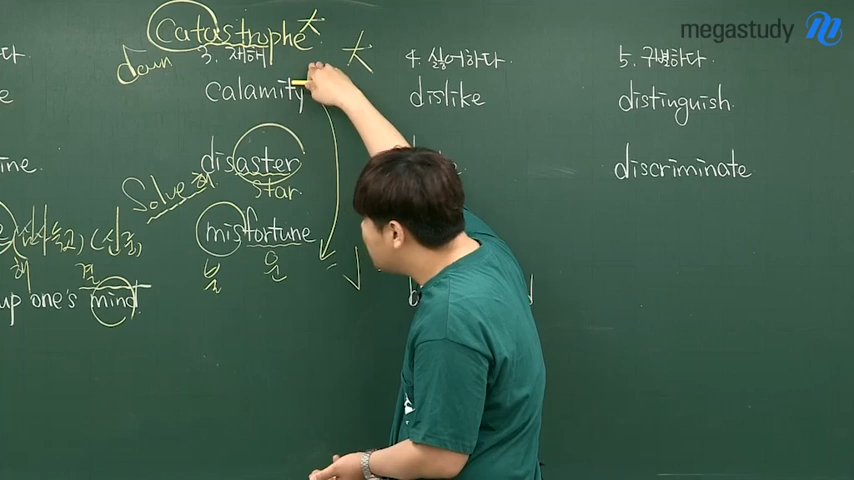 megastudy
catastrophe 大
down
3. 재해
大
calamity
disaster
star
Solve 해
misfortune
불 운
up one's mind
결
4. 싫어하다
dislike
5. 구별하다
distinguish
discriminate